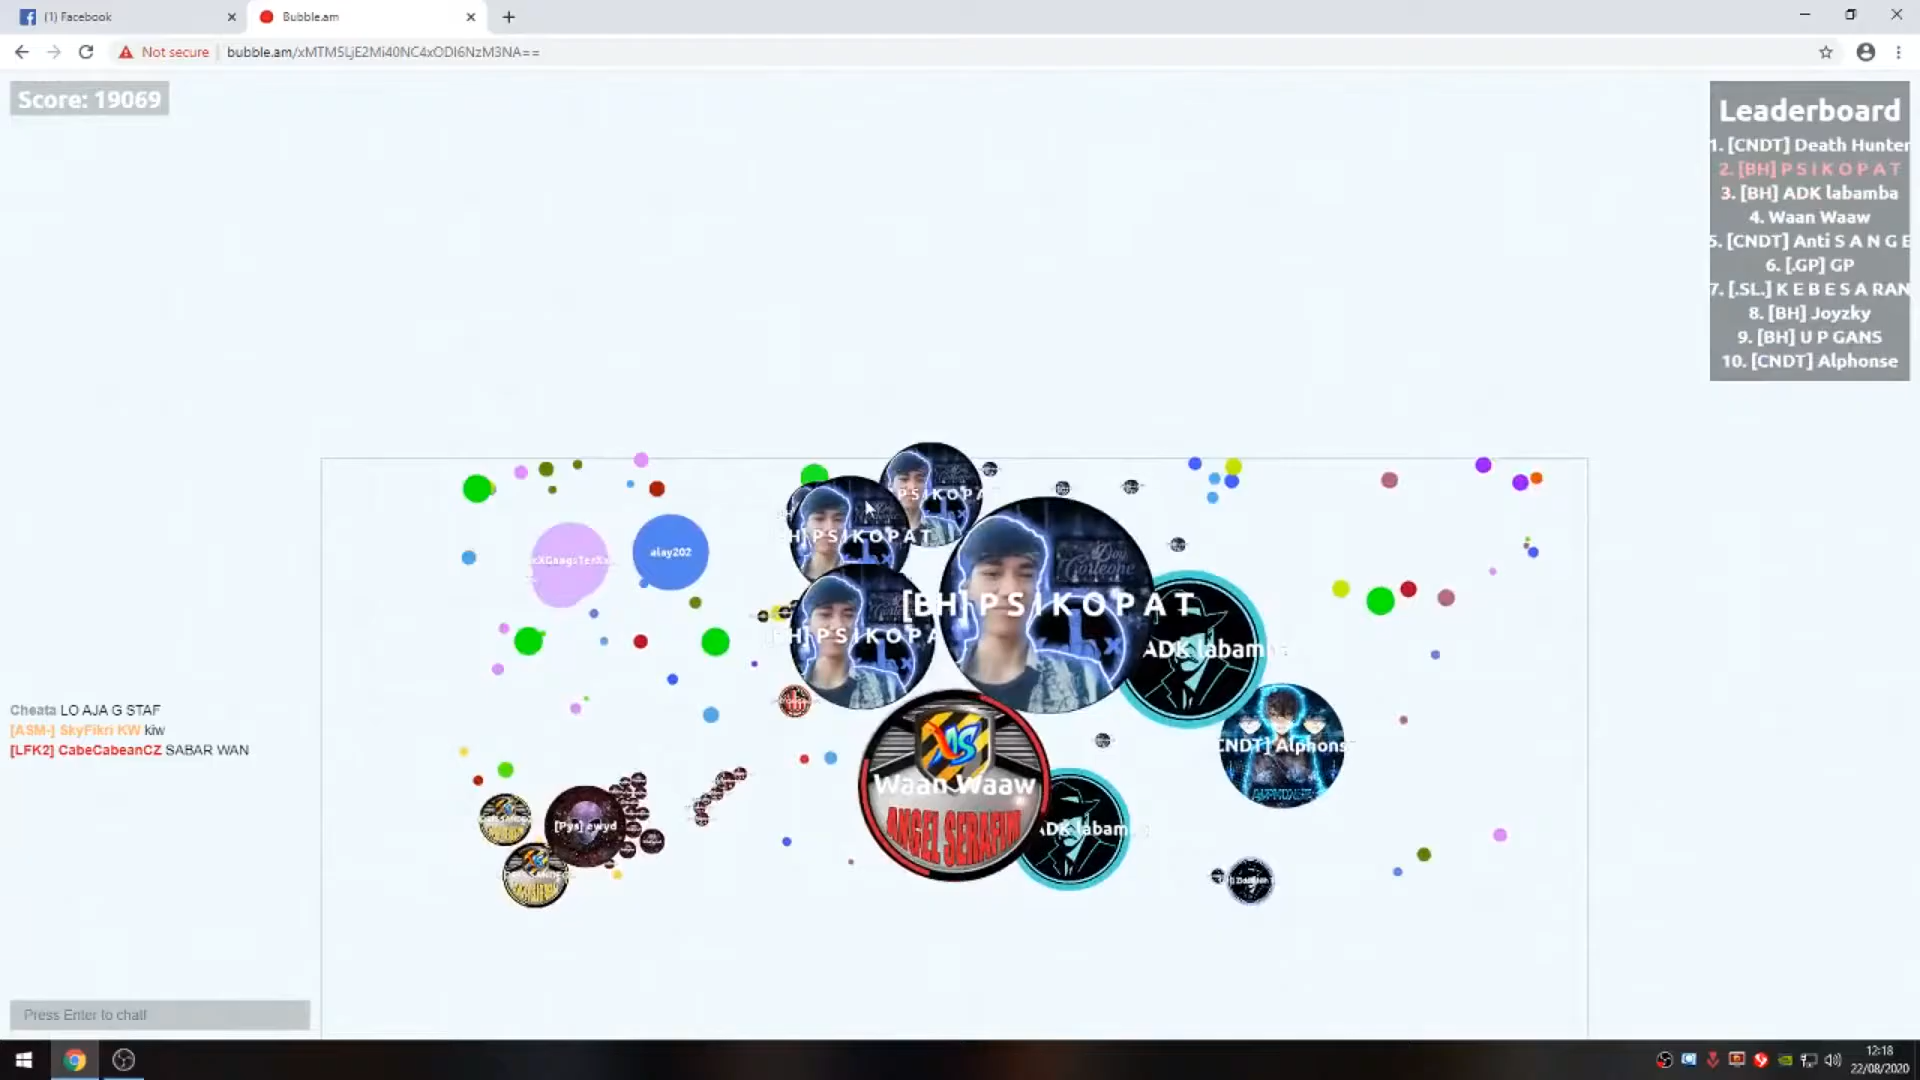 (1) Facebook
Bubble.am
Not secure
bubble.am/xMTM5LjE2Mi40NC4xODI6NzM3NA==
Score: 19069
Leaderboard
1. [CNDT] Death Hunter
2. [BH] P S I K O P A T
3. [BH] ADK labamba
4. Waan Waaw
5. [CNDT] Anti S A N G E
6. [.GP] GP
7. [.SL.] K E B E S A RAN
8. [BH] Joyzky
9. [BH] U P GANS
10. [CNDT] Alphonse
P S I K O P A
H] P S I K O P A T
alay202
[BH] P S I K O P A T
H] P S I K O P A
ADK labam
CNDT] Alphons
Waan Waaw
ANGEL SERAFIM
ADK labam
[Pys] ewyd
Cheata LO AJA G STAF
[ASM-] SkyFikri KW kiw
[LFK2] CabeCabeanCZ SABAR WAN
Press Enter to chat!
12:18
22/08/2020